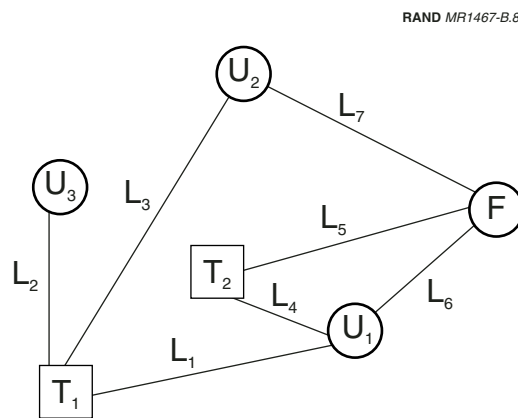 RAND MR1467-B.8
U₂
L₇
U₃
L₃
F
L₅
L₂
T₂
L₄
L₆
U₁
L₁
T₁